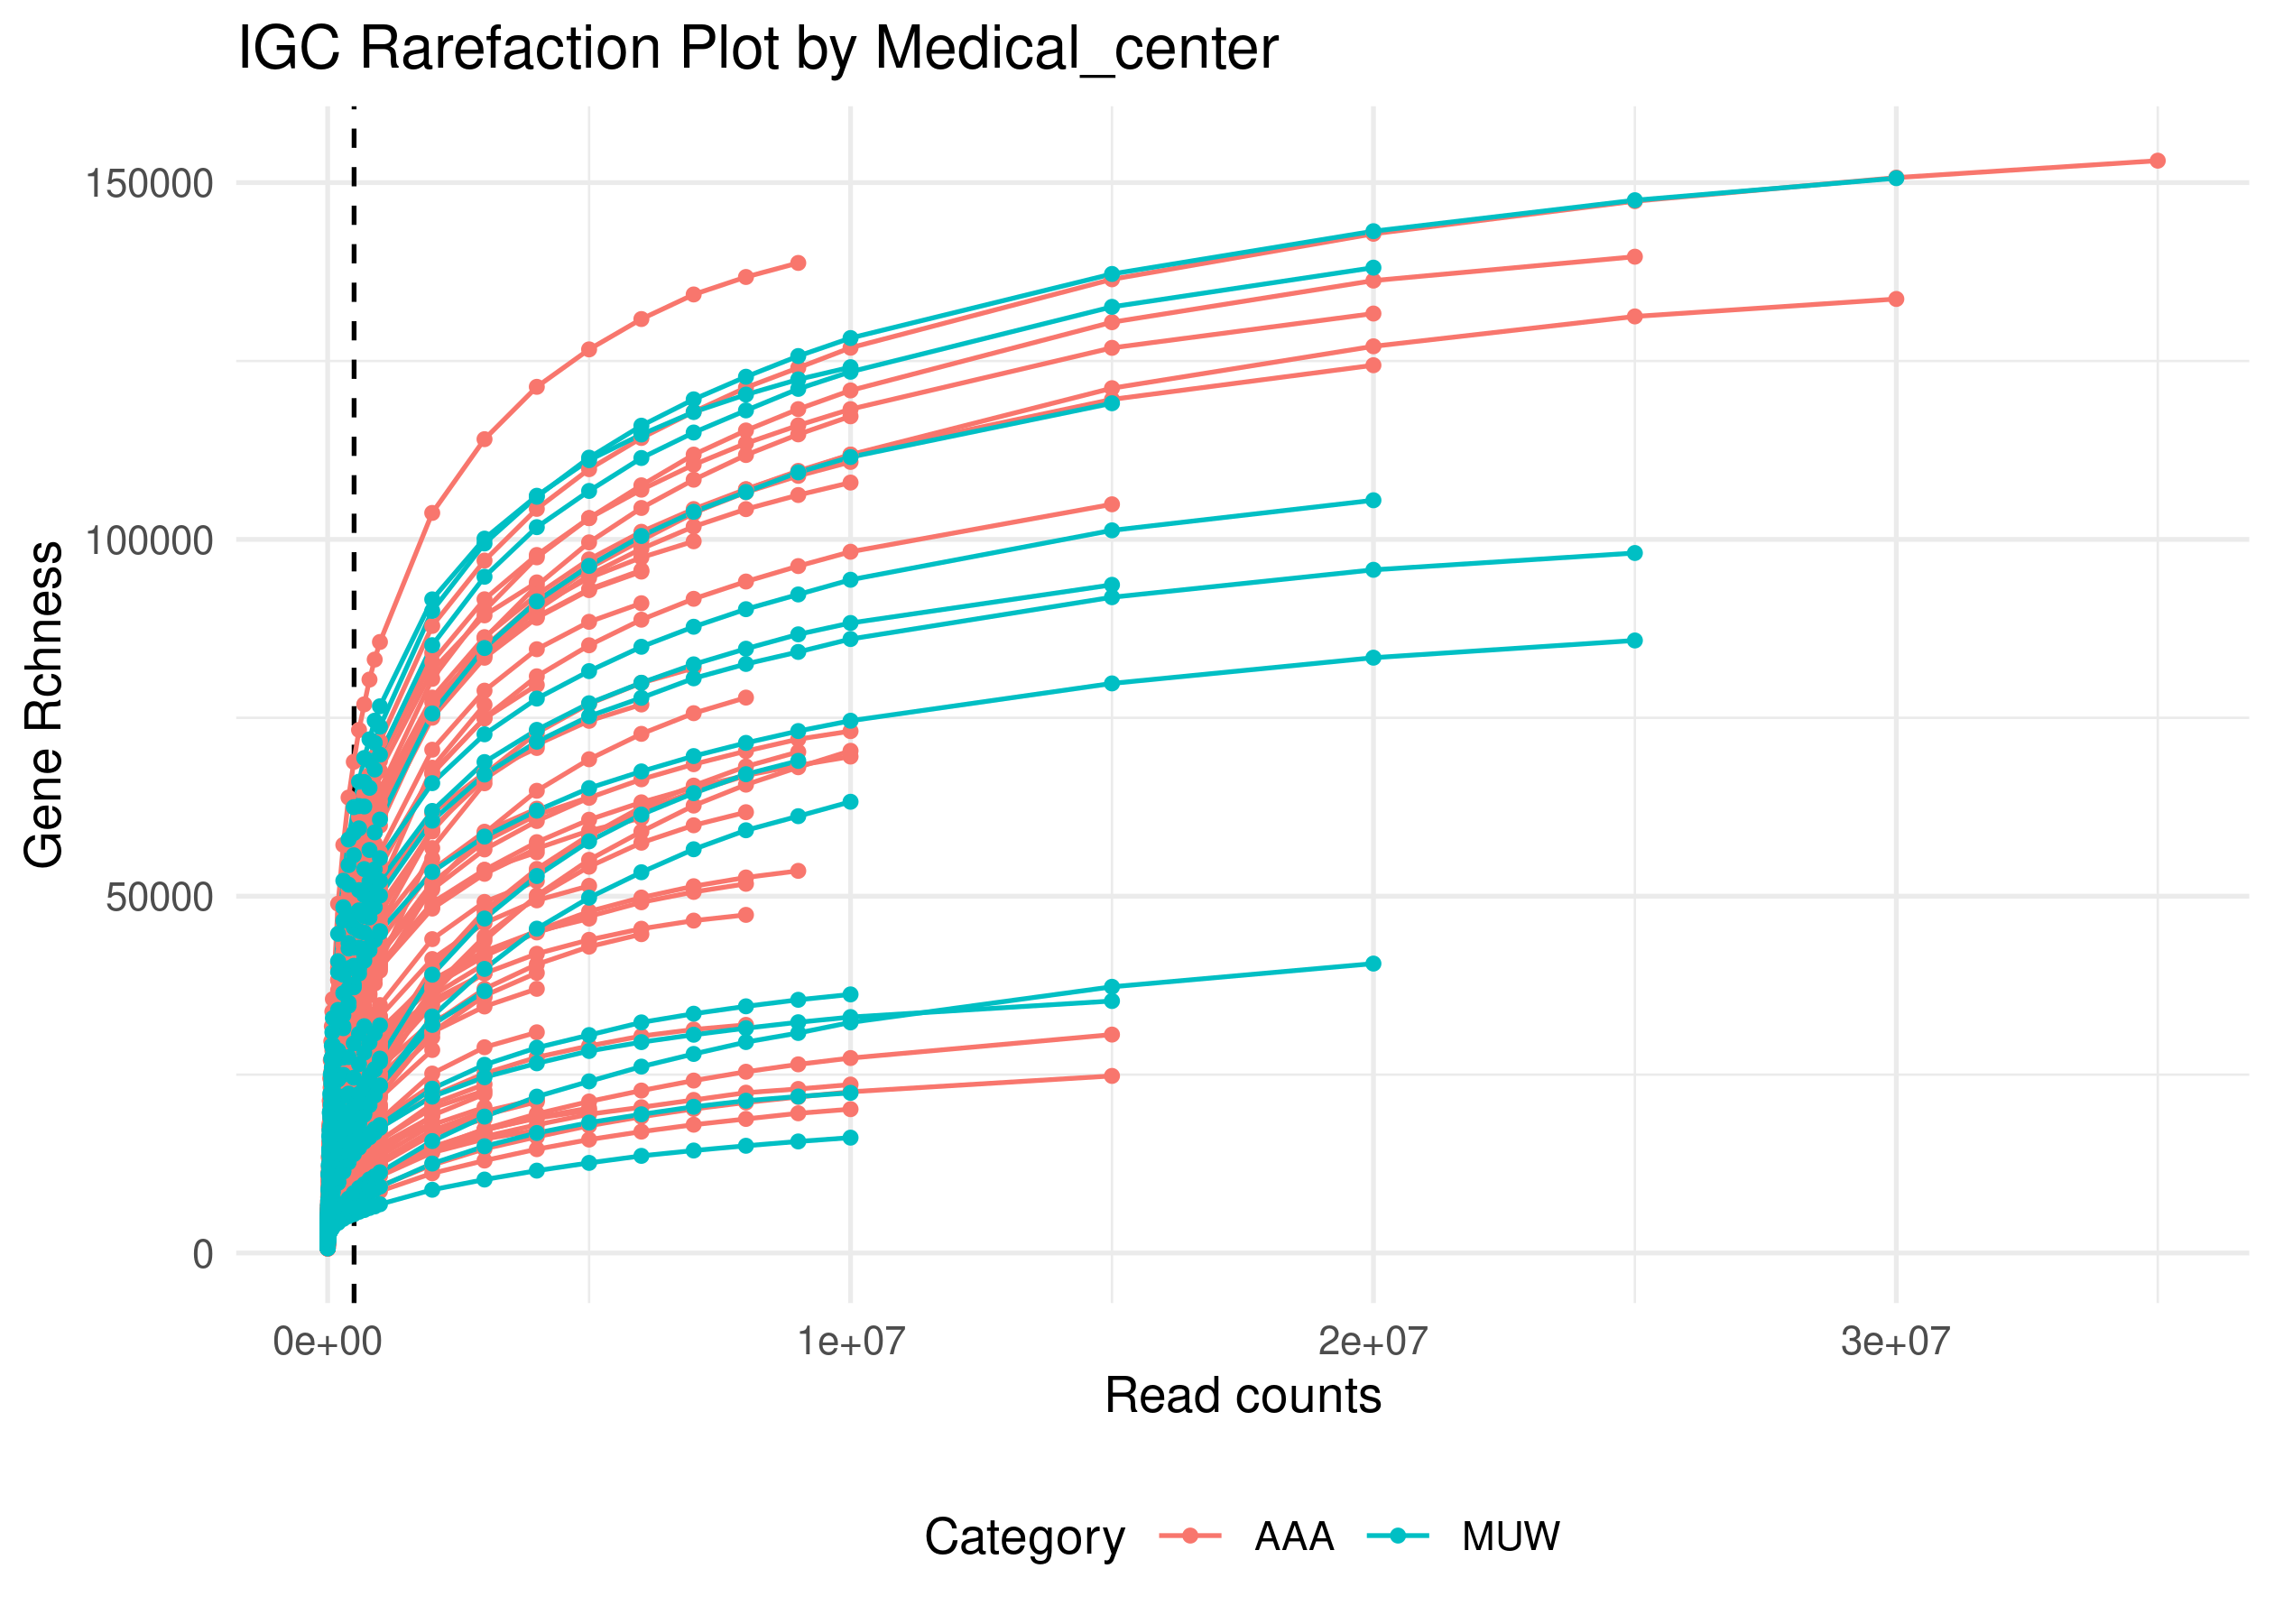 IGC Rarefaction Plot by Medical_center
150000
100000
50000
0
Gene Rchness
0e+00 1e+07 2e+07 3e+07
Read counts
Category AAA MUW